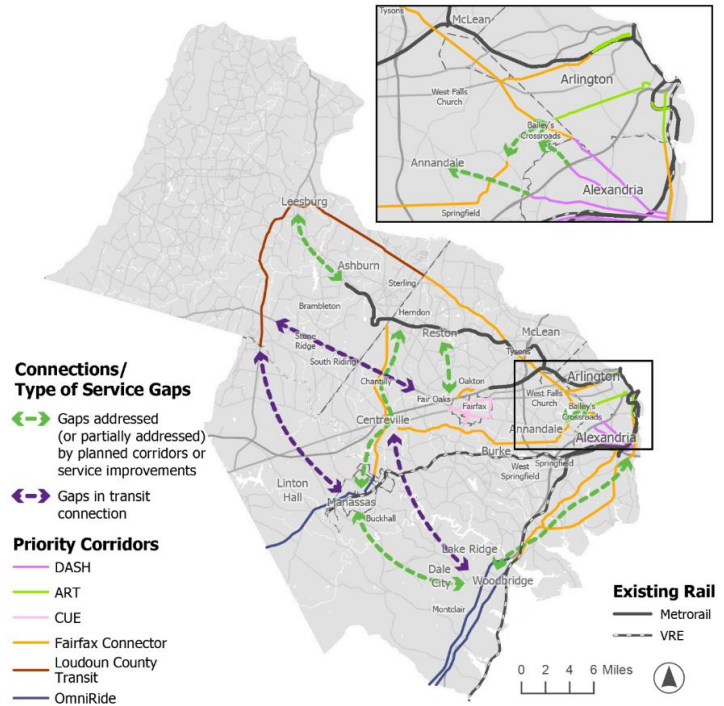 Tysons
McLean
Arlington
West Falls
Church
Bailey's
Crossroads
Annandale
Alexandria
Springfield
Leesburg
Ashburn
Sterling
Brambleton
Herndon
Reston
McLean
Stone
Ridge
Tysons
South Riding
Oakton
Arlington
Chantilly
Fair Oaks
West Falls
Church
Fairfax
Bailey's
Crossroads
Centreville
Annandale
Alexandria
Burke
West
Springfield
Springfield
Linton
Hall
Manassas
Buckhall
Lake Ridge
Dale
City
Woodbridge
Montclair
Connections/
Type of Service Gaps
Gaps addressed
(or partially addressed)
by planned corridors or
service improvements
Gaps in transit
connection
Priority Corridors
DASH
ART
CUE
Fairfax Connector
Loudoun County
Transit
OmniRide
Existing Rail
Metrorail
VRE
0 2 4 6 Miles